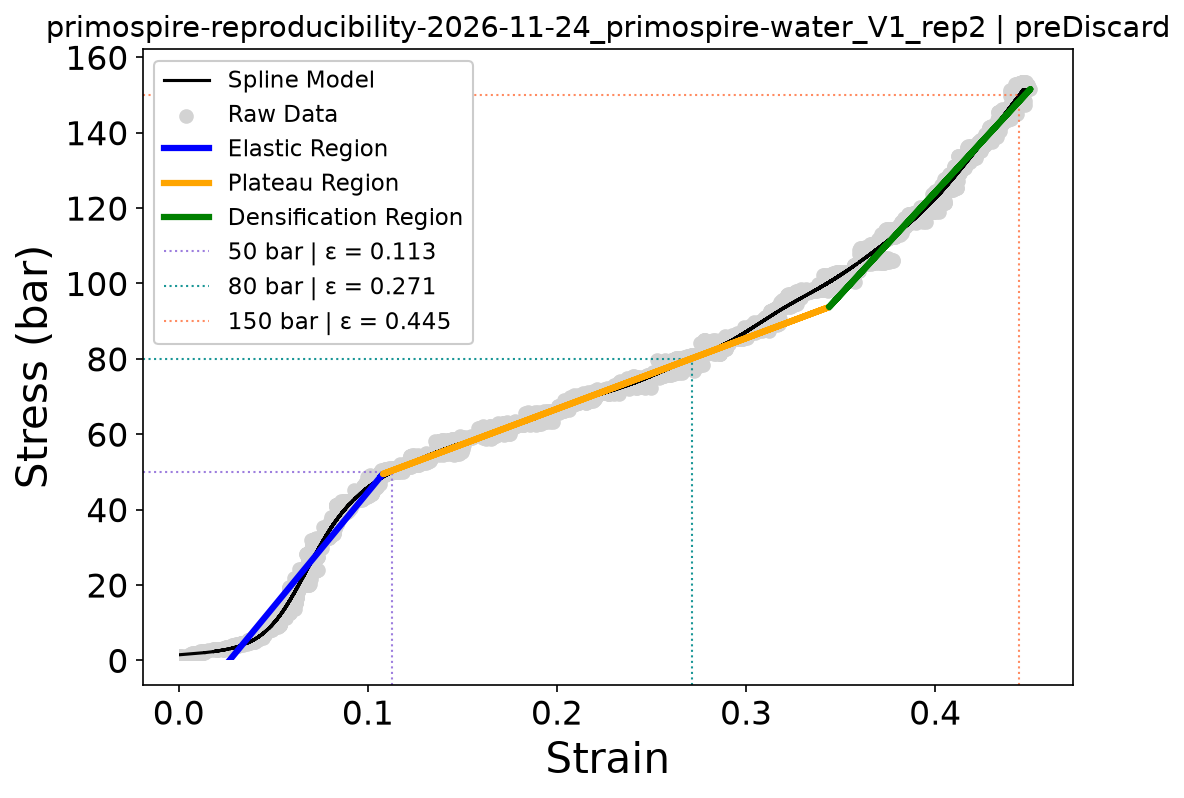 primospire-reproducibility-2026-11-24_primospire-water_V1_rep2 | preDiscard
Spline Model
Raw Data
Elastic Region
Plateau Region
Densification Region
50 bar | ε = 0.113
80 bar | ε = 0.271
150 bar | ε = 0.445
Stress (bar)
160
140
120
100
80
60
40
20
0
0.0 0.1 0.2 0.3 0.4
Strain